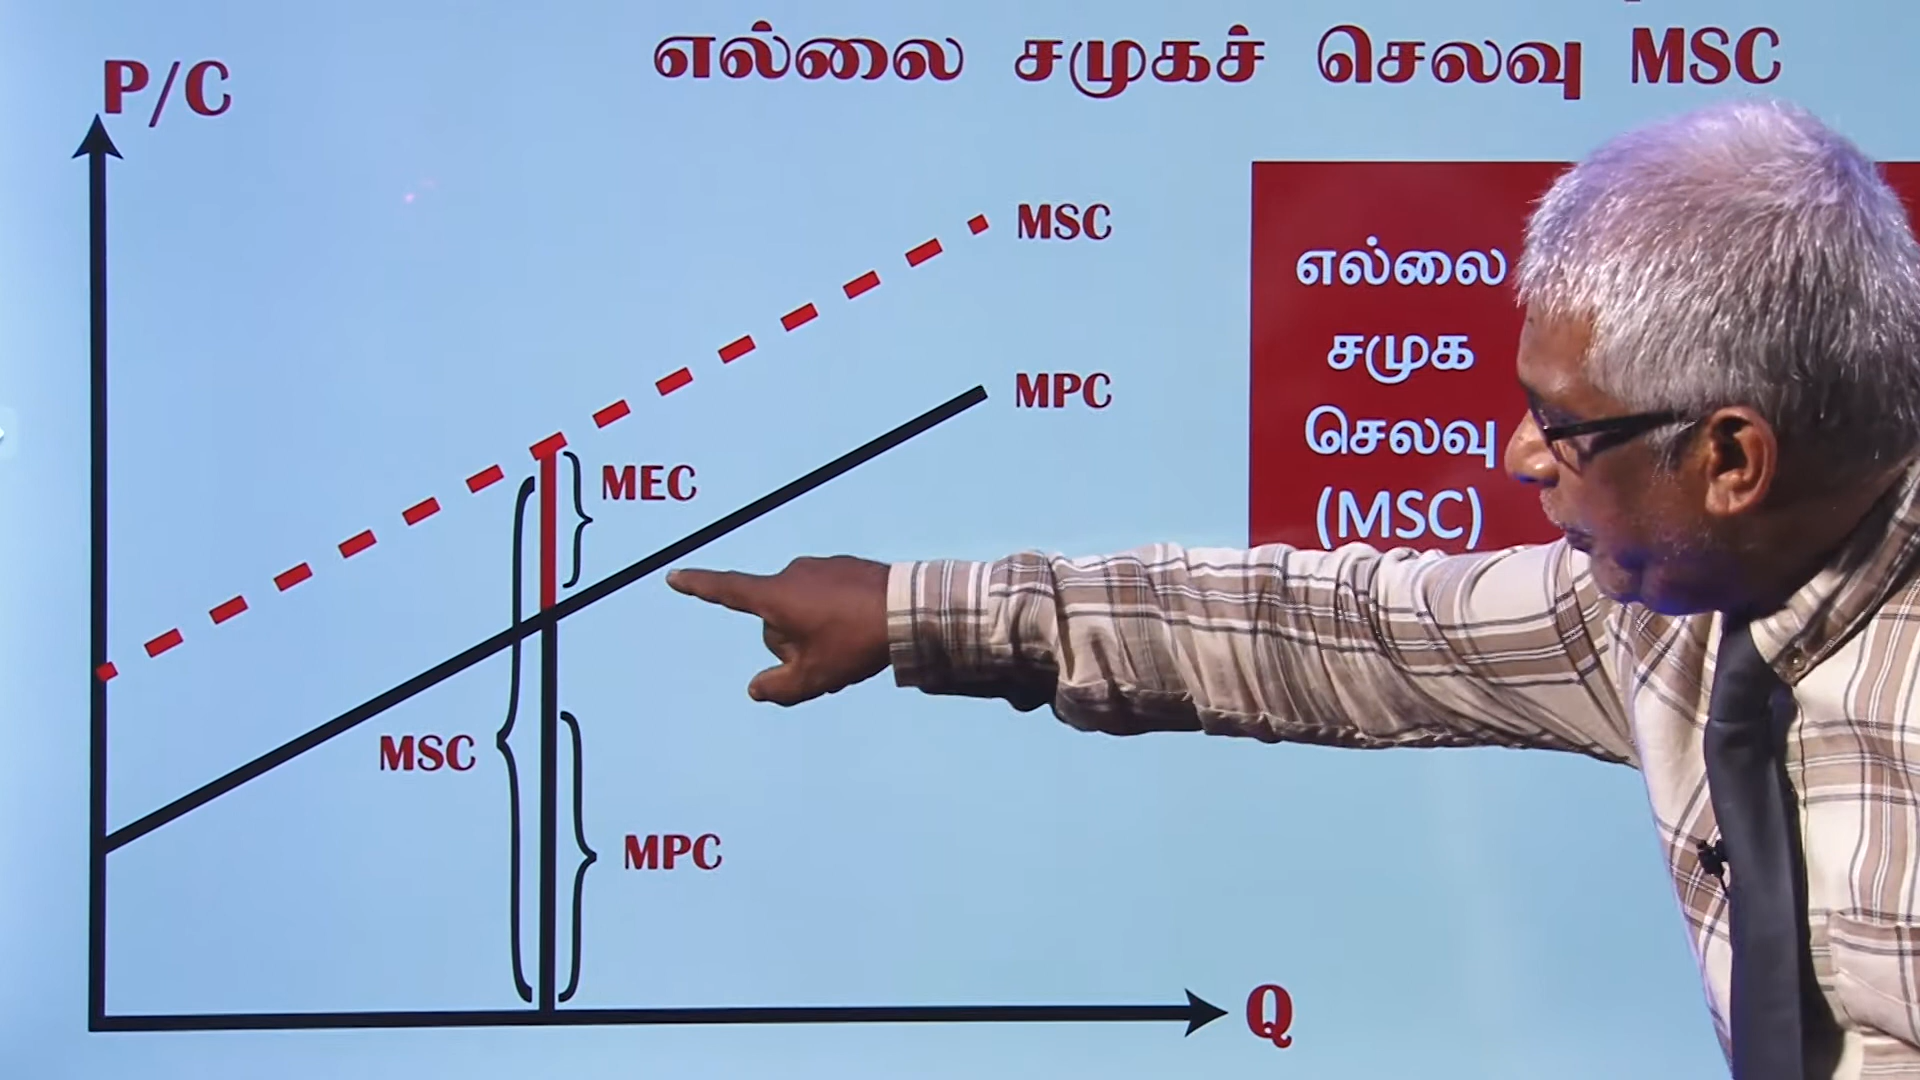 எல்லை சமுகச் செலவு MSC
P/C
MSC
MPC
MEC
MSC
MPC
Q
எல்லை
சமுக
செலவு
(MSC)